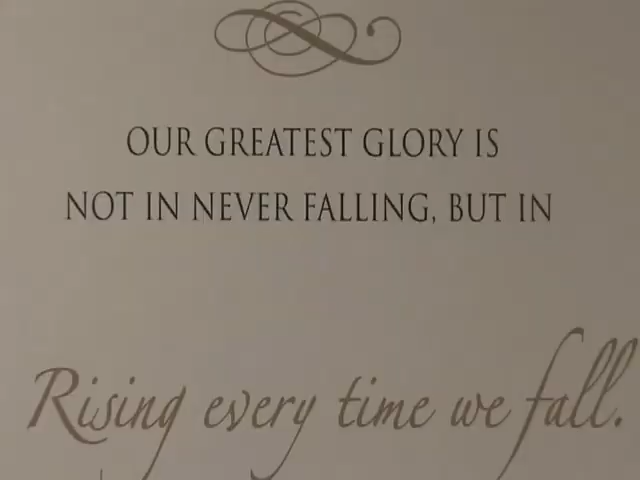 OUR GREATEST GLORY IS
NOT IN NEVER FALLING, BUT IN
Rising every time we fall.